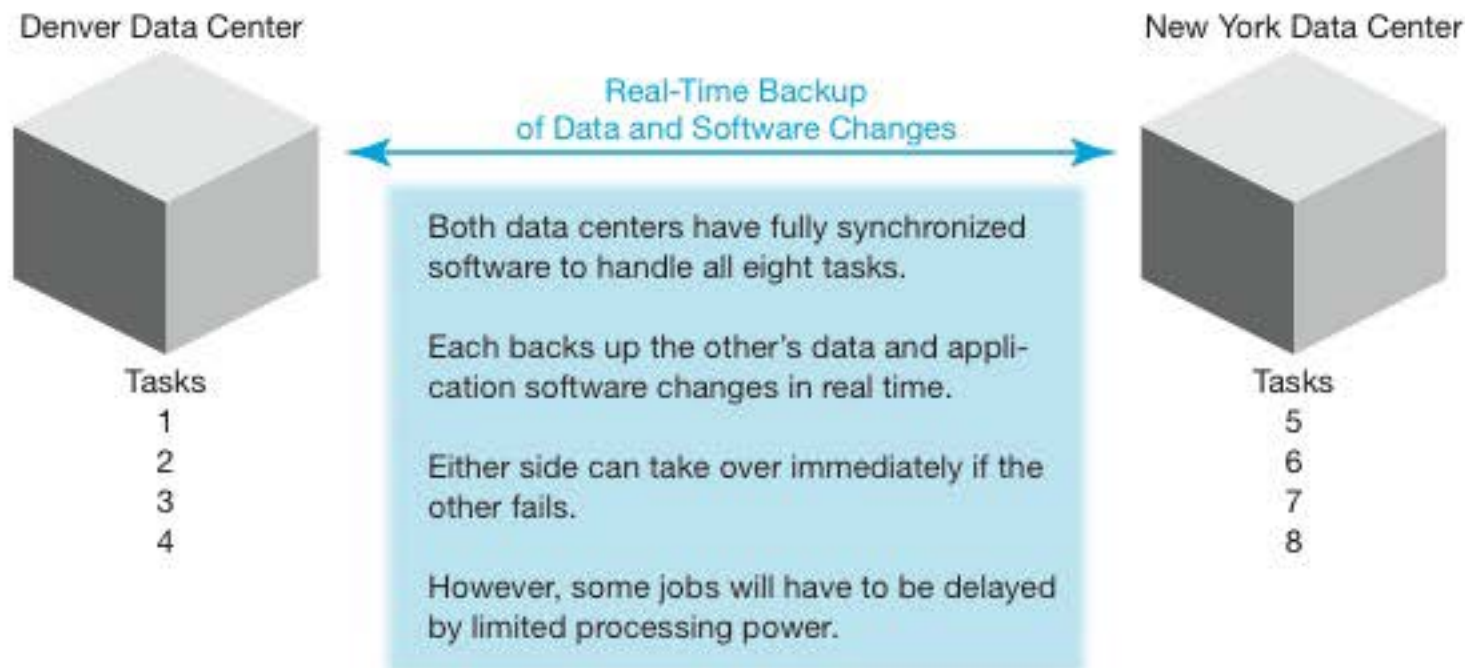 Denver Data Center
New York Data Center
Real-Time Backup
of Data and Software Changes
Both data centers have fully synchronized
software to handle all eight tasks.
Each backs up the other's data and appli-
cation software changes in real time.
Either side can take over immediately if the
other fails.
However, some jobs will have to be delayed
by limited processing power.
Tasks
1
2
3
4
Tasks
5
6
7
8